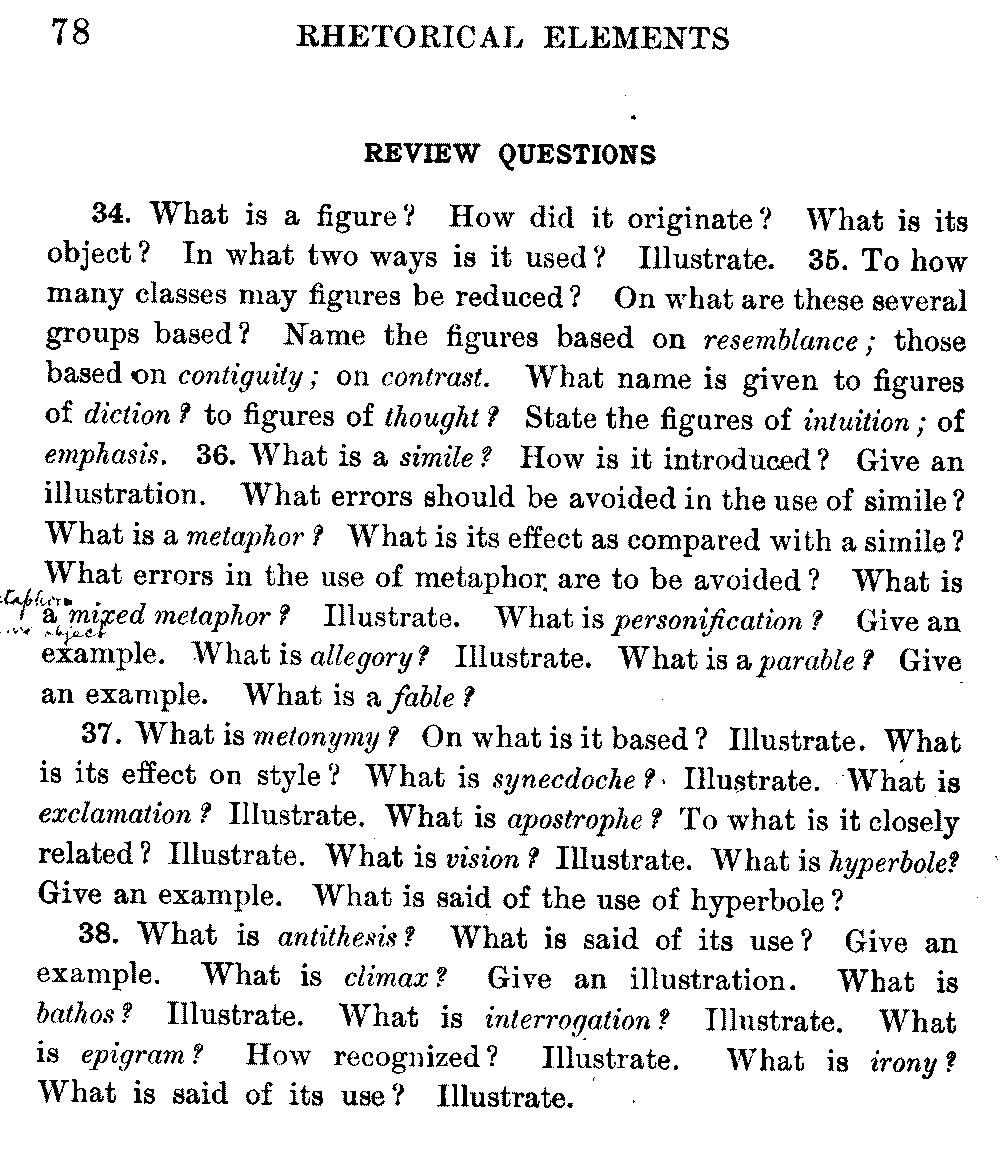 78
RHETORICAL ELEMENTS
REVIEW QUESTIONS
34. What is a figure? How did it originate? What is its
object? In what two ways is it used? Illustrate. 35. To how
many classes may figures be reduced? On what are these several
groups based? Name the figures based on resemblance; those
based on contiguity; on contrast. What name is given to figures
of diction? to figures of thought? State the figures of intuition; of
emphasis. 36. What is a simile? How is it introduced? Give an
illustration. What errors should be avoided in the use of simile?
What is a metaphor? What is its effect as compared with a simile?
What errors in the use of metaphor are to be avoided? What is
a mixed metaphor? Illustrate. What is personification? Give an
object
example. What is allegory? Illustrate. What is a parable? Give
an example. What is a fable?
37. What is metonymy? On what is it based? Illustrate. What
is its effect on style? What is synecdoche? Illustrate. What is
exclamation? Illustrate. What is apostrophe? To what is it closely
related? Illustrate. What is vision? Illustrate. What is hyperbole?
Give an example. What is said of the use of hyperbole?
38. What is antithesis? What is said of its use? Give an
example. What is climax? Give an illustration. What is
bathos? Illustrate. What is interrogation? Illustrate. What
is epigram? How recognized? Illustrate. What is irony?
What is said of its use? Illustrate.